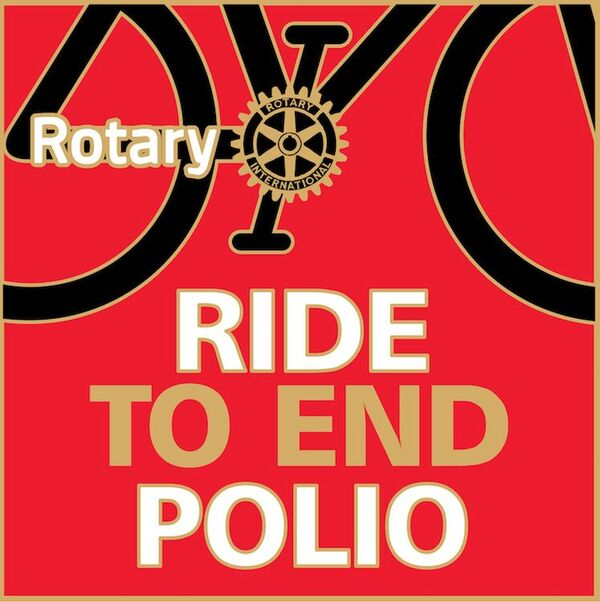 Rotary
ROTARY
INTERNATIONAL
RIDE
TO END
POLIO